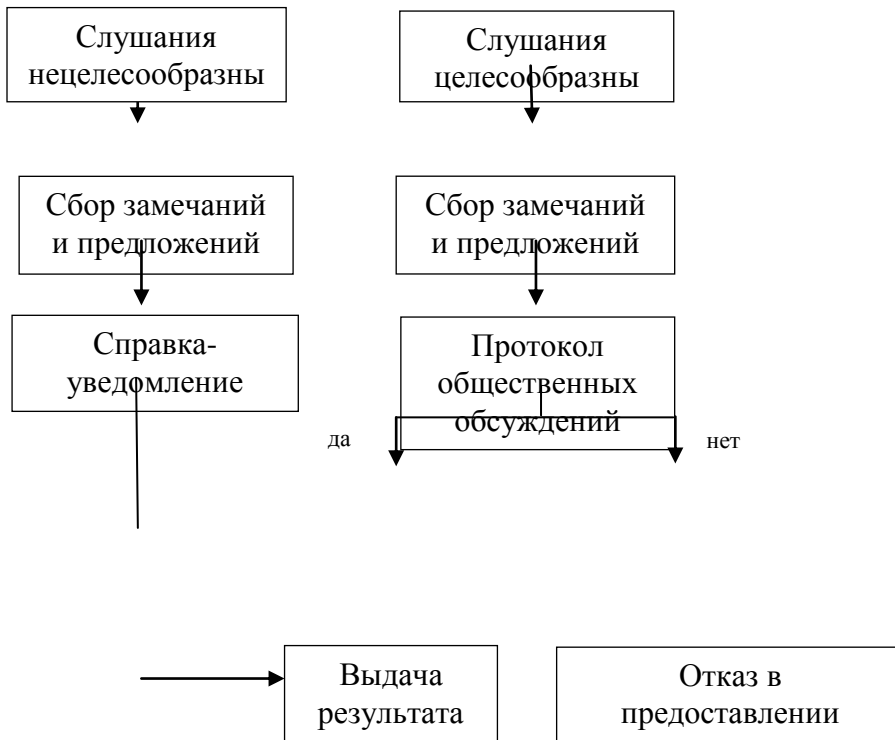 Слушания
нецелесообразны
Слушания
целесообразны
Сбор замечаний
и предложений
Сбор замечаний
и предложений
Справка-
уведомление
Протокол
общественных
обсуждений
да
нет
Выдача
результата
Отказ в
предоставлении